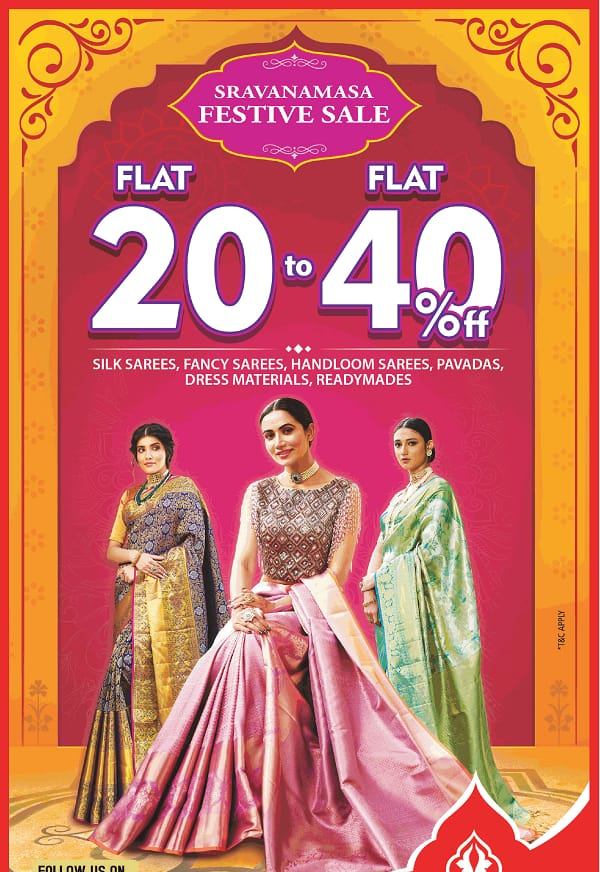 SRAVANAMASA
FESTIVE SALE
FLAT FLAT
20 to 40 %ff
SILK SAREES, FANCY SAREES, HANDLOOM SAREES, PAVADAS,
DRESS MATERIALS, READYMADES
*T&C APPLY
FOLLOW US ON